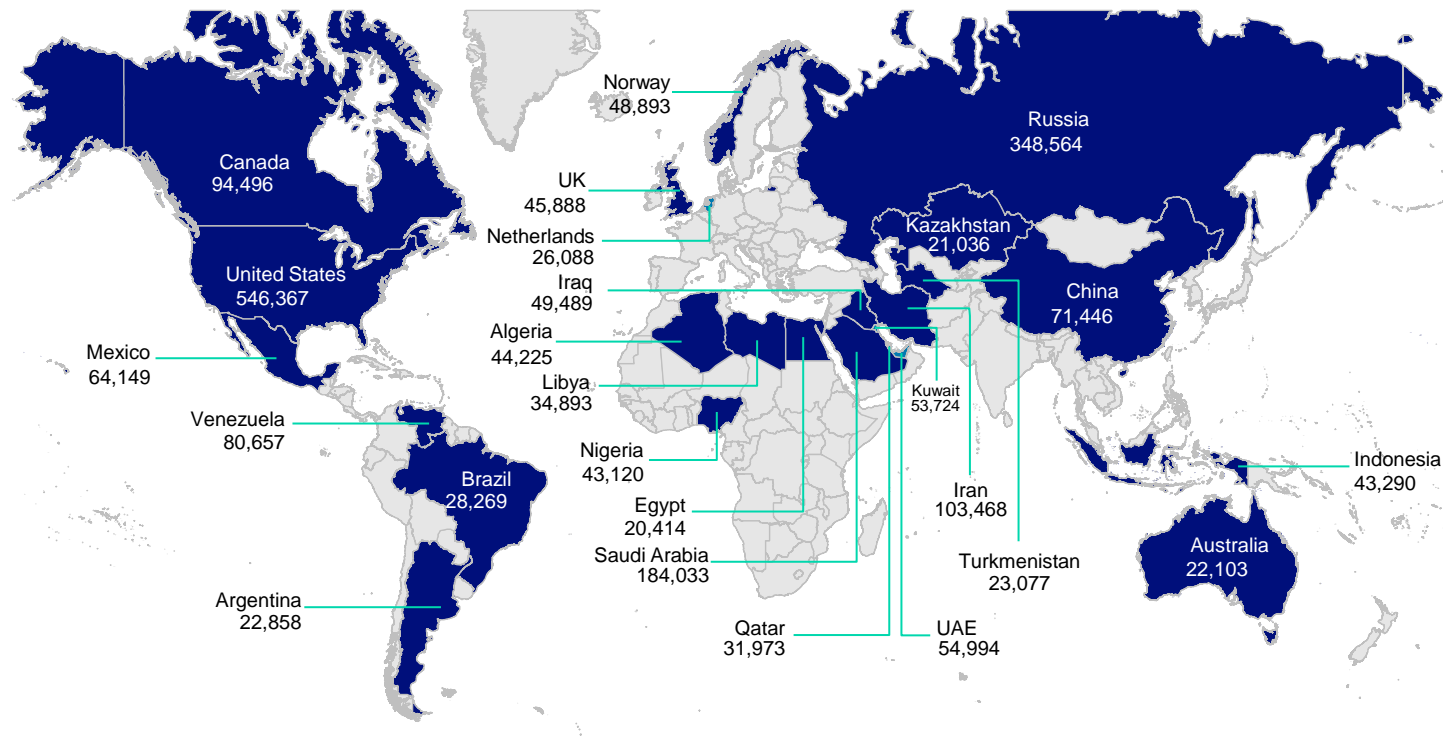 Norway
48,893
Russia
348,564
Canada
94,496
UK
45,888
Kazakhstan
21,036
Netherlands
26,088
United States
546,367
Iraq
49,489
China
71,446
Algeria
44,225
Mexico
64,149
Libya
34,893
Kuwait
53,724
Venezuela
80,657
Nigeria
43,120
Indonesia
43,290
Brazil
28,269
Iran
103,468
Egypt
20,414
Saudi Arabia
184,033
Turkmenistan
23,077
Australia
22,103
Argentina
22,858
Qatar
31,973
UAE
54,994